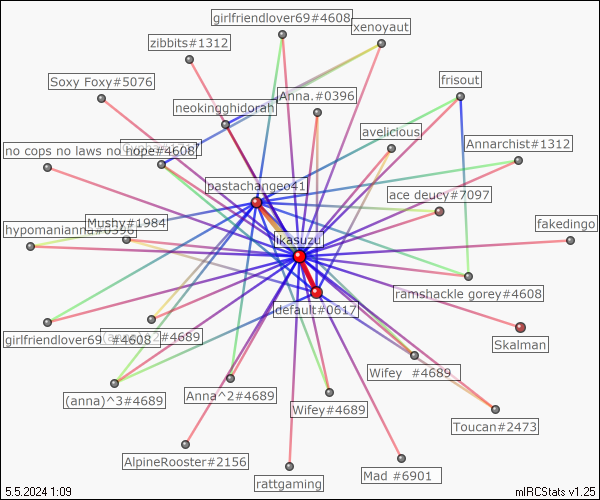 girlfriendlover69#4608
xenoyaut
zibbits#1312
Soxy Foxy#5076
frisout
Anna.#0396
neokingghidorah
avelicious
Annarchist#1312
no cops no laws no hope#4608
pastachangeo41
ace deucy#7097
Mushy#1984
fakedingo
hypomanianna#0396
likasuzu
ramshackle gorey#4608
default#0617
girlfriendlover69 #4608
(anna)^2#4689
Skalman
Wifey #4689
(anna)^3#4689
Anna^2#4689
Wifey#4689
Toucan#2473
AlpineRooster#2156
Mad #6901
rattgaming
5.5.2024 1:09
mIRCStats v1.25